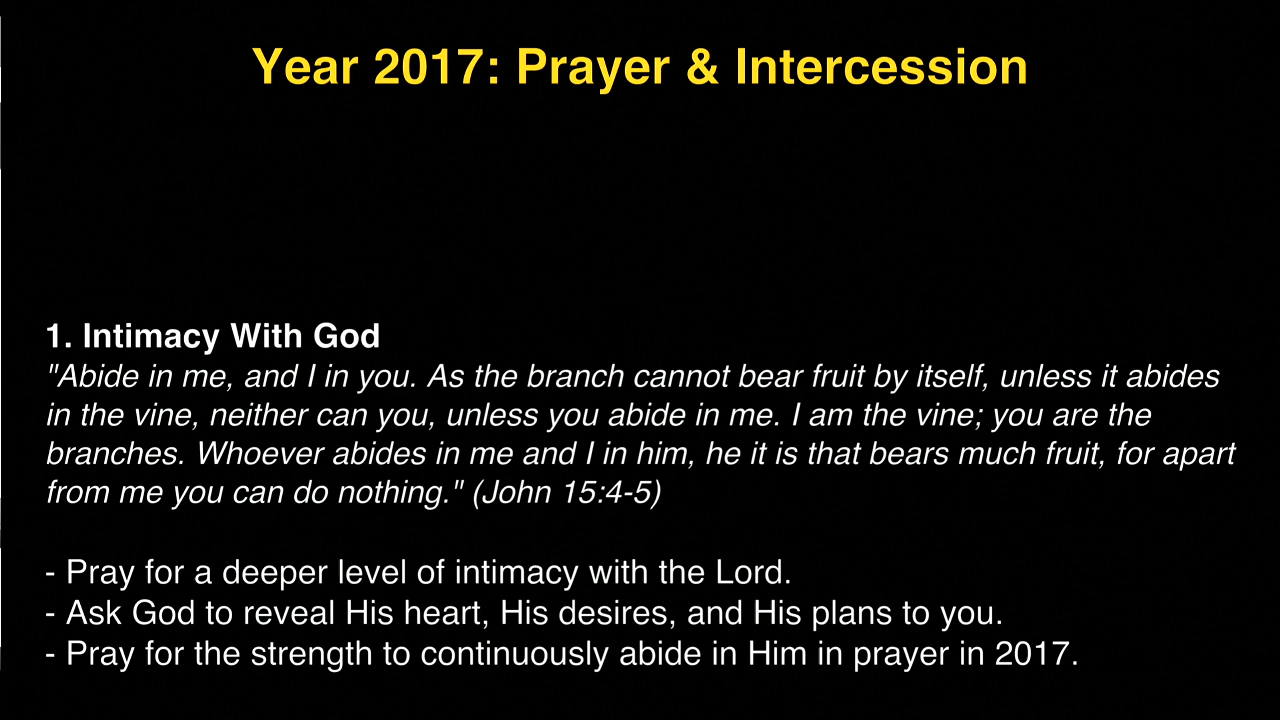 Year 2017: Prayer & Intercession
1. Intimacy With God
"Abide in me, and I in you. As the branch cannot bear fruit by itself, unless it abides
in the vine, neither can you, unless you abide in me. I am the vine; you are the
branches. Whoever abides in me and I in him, he it is that bears much fruit, for apart
from me you can do nothing." (John 15:4-5)
- Pray for a deeper level of intimacy with the Lord.
- Ask God to reveal His heart, His desires, and His plans to you.
- Pray for the strength to continuously abide in Him in prayer in 2017.